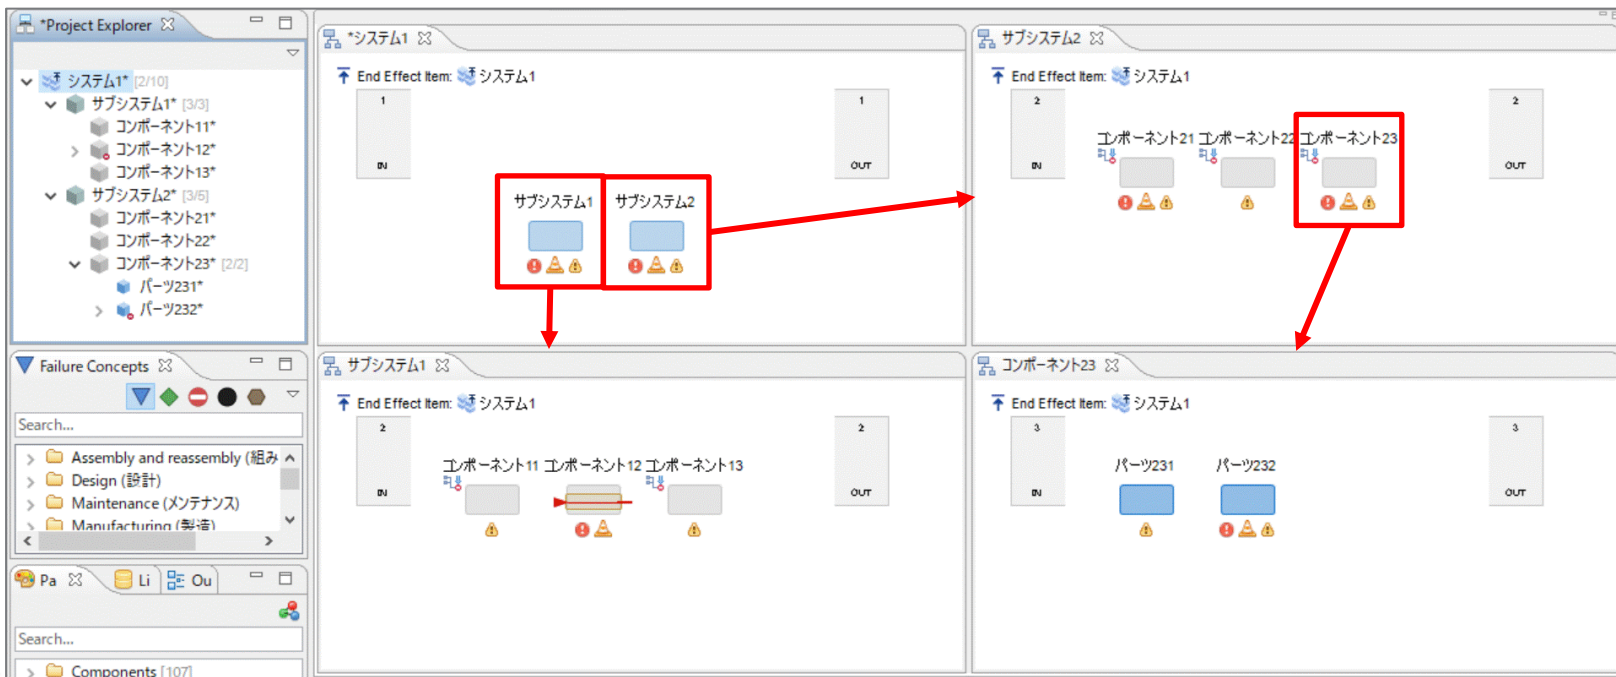 *Project Explorer
システム1* [2/10]
サブシステム1* [3/3]
コンポーネント11*
コンポーネント12*
コンポーネント13*
サブシステム2* [3/5]
コンポーネント21*
コンポーネント22*
コンポーネント23* [2/2]
パーツ231*
パーツ232*
Failure Concepts
Search...
Assembly and reassembly (組み
Design (設計)
Maintenance (メンテナンス)
Manufacturing (製造)
Pa Li Ou
Search...
Components [107]
*システム1
End Effect Item: システム1
1 1
IN OUT
サブシステム1 サブシステム2
サブシステム2
End Effect Item: システム1
2 2
コンポーネント21 コンポーネント22 コンポーネント23
IN OUT
サブシステム1
End Effect Item: システム1
2 2
コンポーネント11 コンポーネント12 コンポーネント13
IN OUT
コンポーネント23
End Effect Item: システム1
3 3
パーツ231 パーツ232
IN OUT